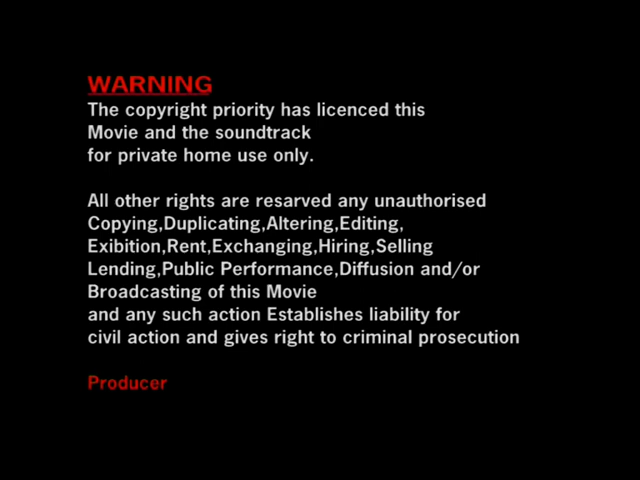 WARNING
The copyright priority has licenced this
Movie and the soundtrack
for private home use only.
All other rights are resarved any unauthorised
Copying,Duplicating,Altering,Editing,
Exibition,Rent,Exchanging,Hiring,Selling
Lending,Public Performance,Diffusion and/or
Broadcasting of this Movie
and any such action Establishes liability for
civil action and gives right to criminal prosecution
Producer